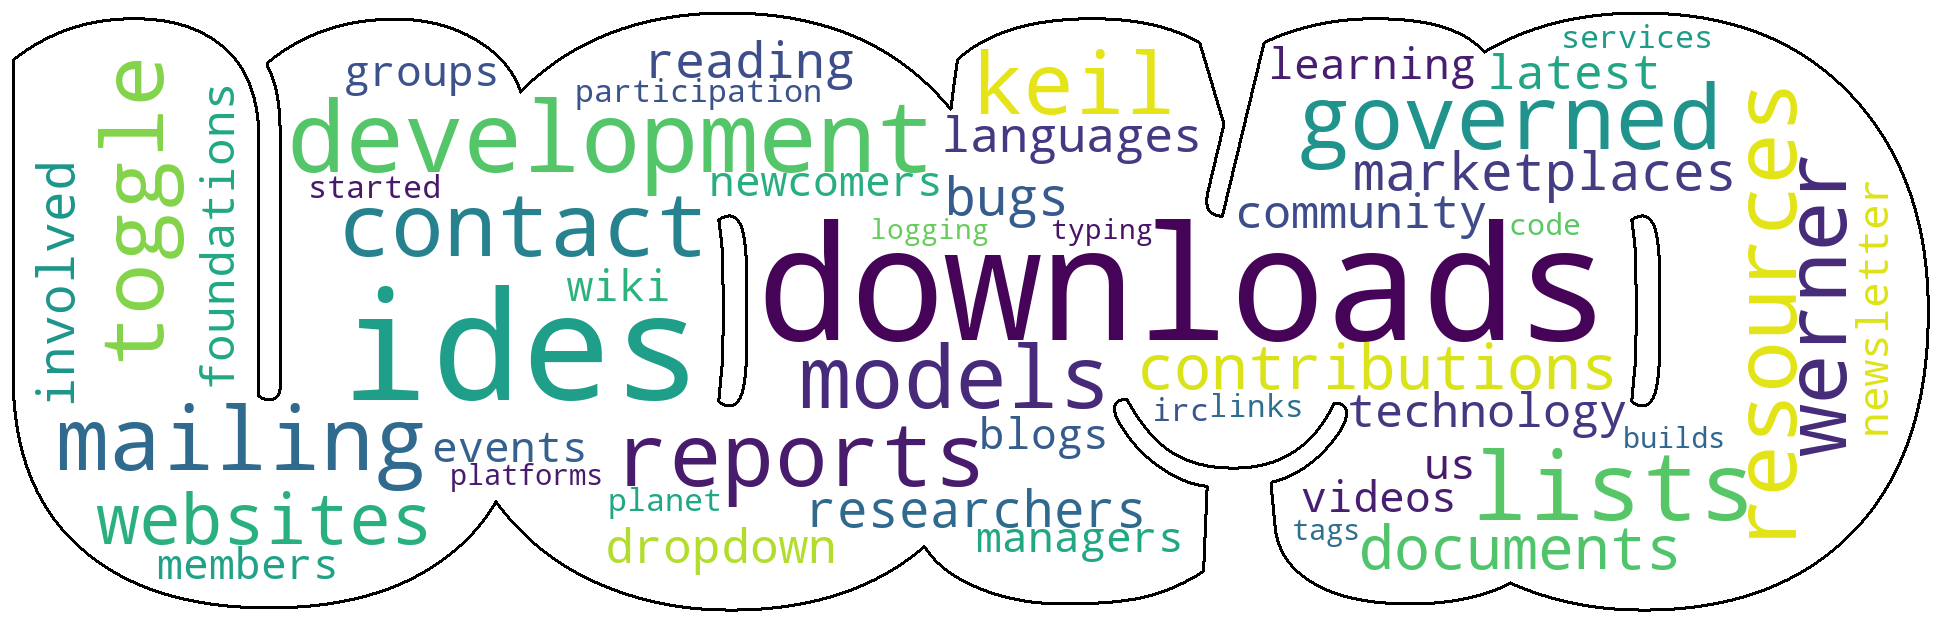 involved
toggle
foundations
mailing
websites
members
groups
reading
participation
development
started
newcomers
contact
wiki
ides
events
platforms
reports
planet
dropdown
keil
languages
bugs
logging
typing
downloads
models
contributions
blogs
irc
links
researchers
managers
services
learning
latest
governed
marketplaces
community
code
technology
builds
us
lists
videos
tags
documents
resources
werner
newsletter